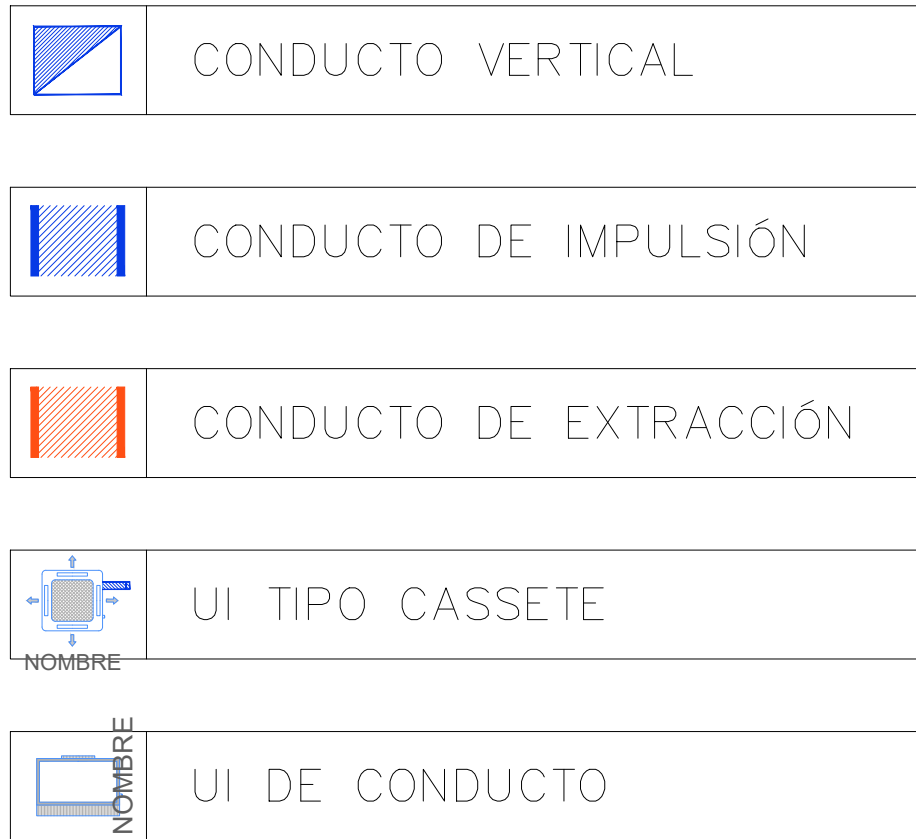 CONDUCTO VERTICAL
CONDUCTO DE IMPULSIÓN
CONDUCTO DE EXTRACCIÓN
UI TIPO CASSETE
NOMBRE
NOMBRE
UI DE CONDUCTO